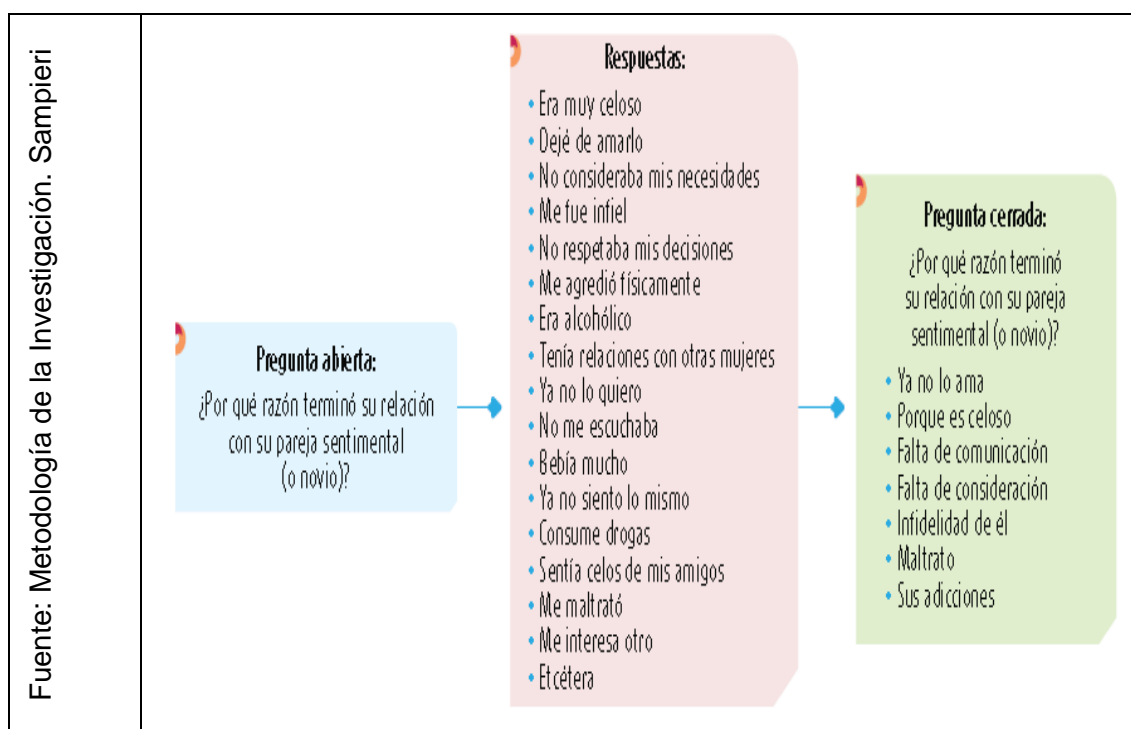 Fuente: Metodología de la Investigación. Sampieri
Pregunta abierta:
¿Por qué razón terminó su relación
con su pareja sentimental
(o novio)?
Respuestas:
• Era muy celoso
• Dejé de amarlo
• No consideraba mis necesidades
• Me fue infiel
• No respetaba mis decisiones
• Me agredió físicamente
• Era alcohólico
• Tenía relaciones con otras mujeres
• Ya no lo quiero
• No me escuchaba
• Bebía mucho
• Ya no siento lo mismo
• Consume drogas
• Sentía celos de mis amigos
• Me maltrató
• Me interesa otro
• Etcétera
Pregunta cerrada:
¿Por qué razón terminó
su relación con su pareja
sentimental (o novio)?
• Ya no lo ama
• Porque es celoso
• Falta de comunicación
• Falta de consideración
• Infidelidad de él
• Maltrato
• Sus adicciones